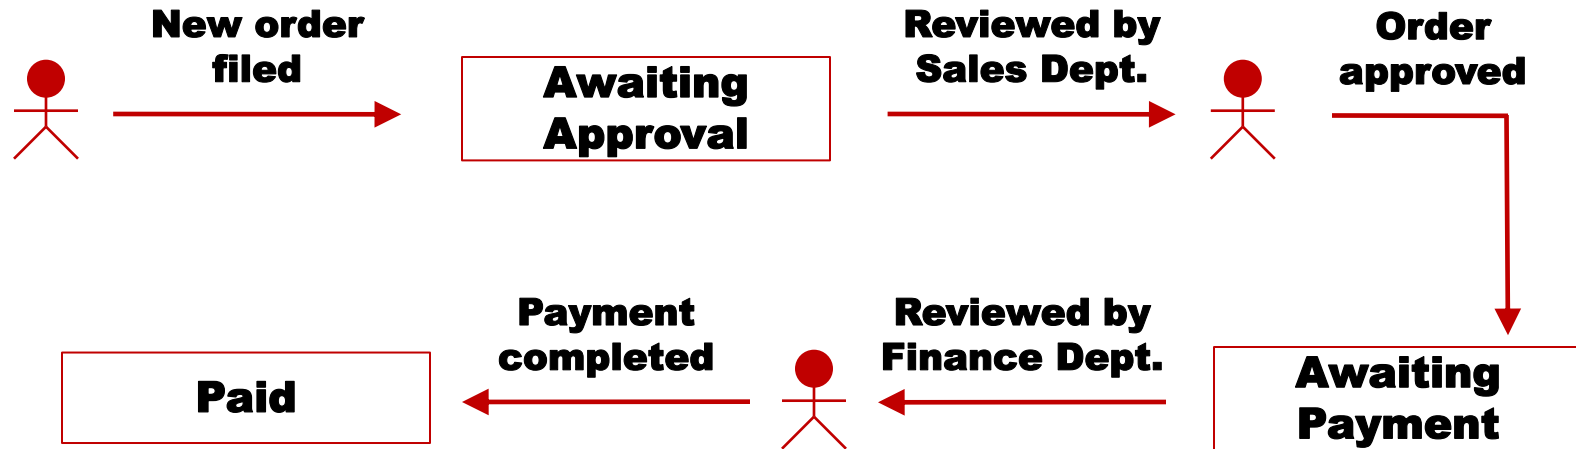 New order
filed
Awaiting
Approval
Reviewed by
Sales Dept.
Order
approved
Payment
completed
Reviewed by
Finance Dept.
Paid
Awaiting
Payment